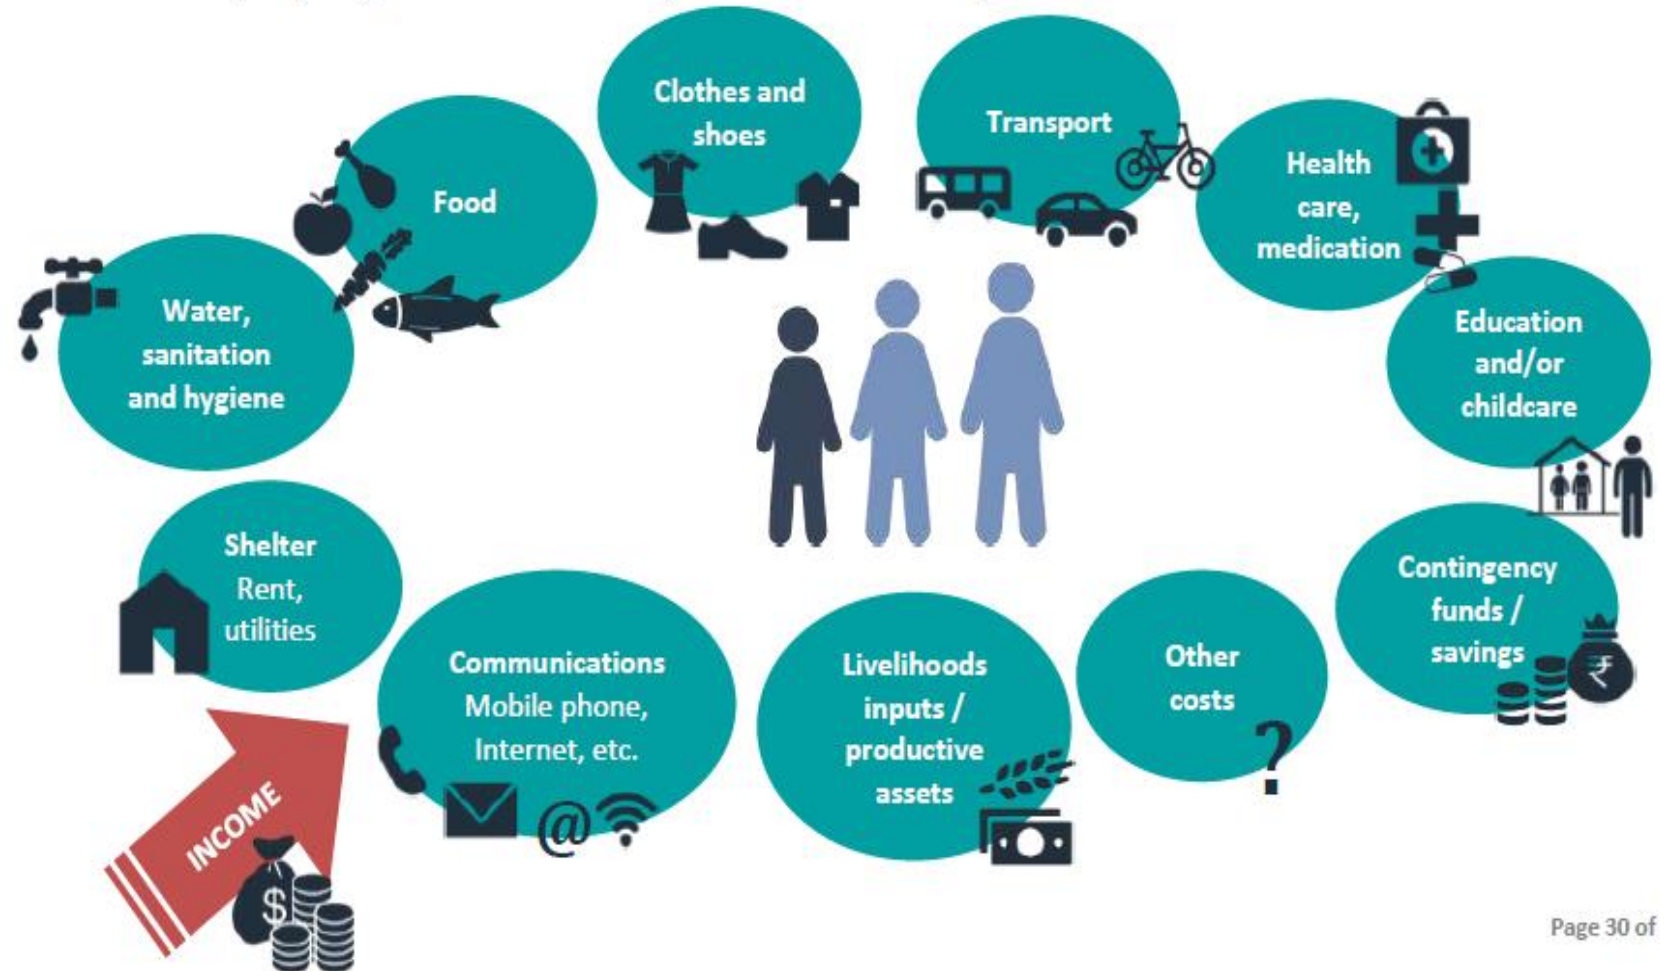 Clothes and
shoes
Transport
Health
care,
medication
Food
Water,
sanitation
and hygiene
Education
and/or
childcare
Shelter
Rent,
utilities
Contingency
funds /
savings
₹
Communications
Mobile phone,
Internet, etc.
@
Livelihoods
inputs /
productive
assets
Other
costs
?
INCOME
$
Page 30 of